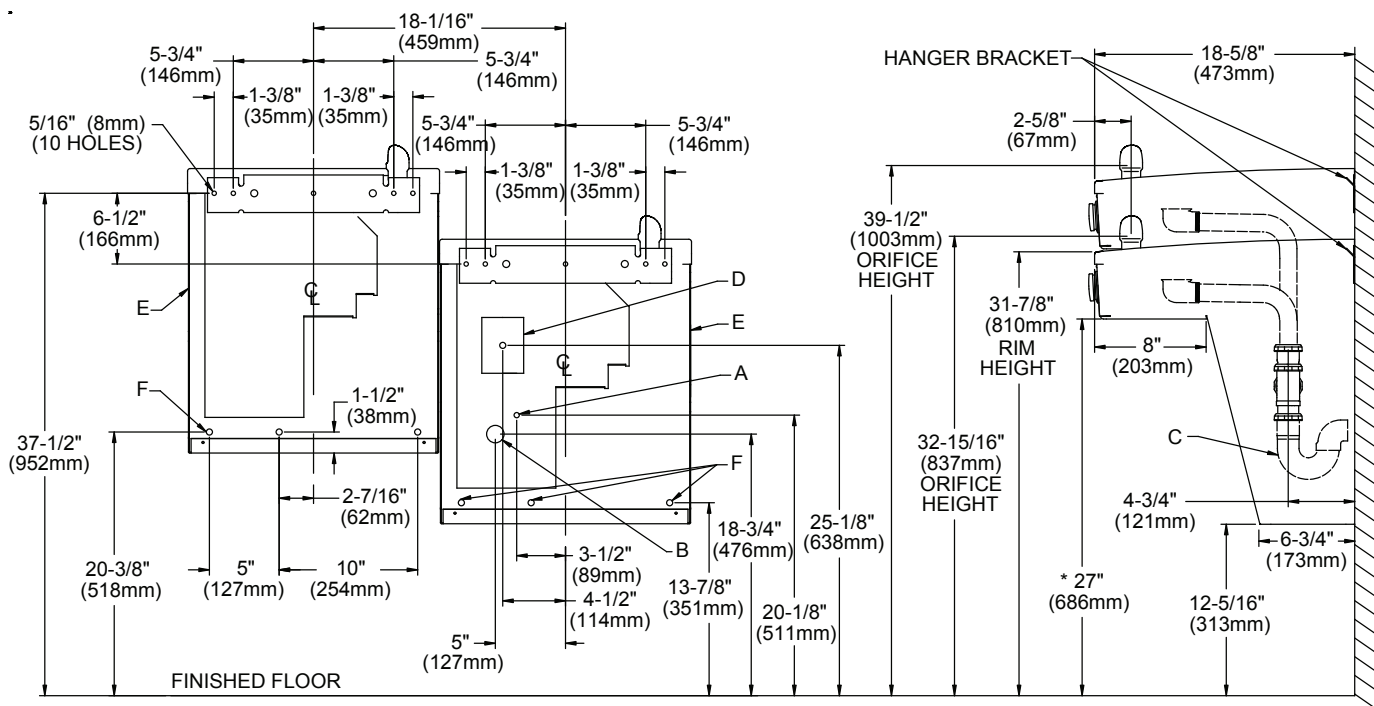 18-1/16"
(459mm)
5-3/4"
(146mm)
5-3/4"
(146mm)
1-3/8"
(35mm)
1-3/8"
(35mm)
5/16" (8mm)
(10 HOLES)
5-3/4"
(146mm)
5-3/4"
(146mm)
1-3/8"
(35mm)
1-3/8"
(35mm)
6-1/2"
(166mm)
E
CL
D
E
CL
A
F
1-1/2"
(38mm)
37-1/2"
(952mm)
F
2-7/16"
(62mm)
B
18-3/4"
(476mm)
25-1/8"
(638mm)
20-3/8"
(518mm)
5"
(127mm)
10"
(254mm)
3-1/2"
(89mm)
4-1/2"
(114mm)
5"
(127mm)
13-7/8"
(351mm)
20-1/8"
(511mm)
FINISHED FLOOR
HANGER BRACKET
18-5/8"
(473mm)
2-5/8"
(67mm)
39-1/2"
(1003mm)
ORIFICE
HEIGHT
31-7/8"
(810mm)
RIM
HEIGHT
8"
(203mm)
32-15/16"
(837mm)
ORIFICE
HEIGHT
C
4-3/4"
(121mm)
6-3/4"
(173mm)
* 27"
(686mm)
12-5/16"
(313mm)